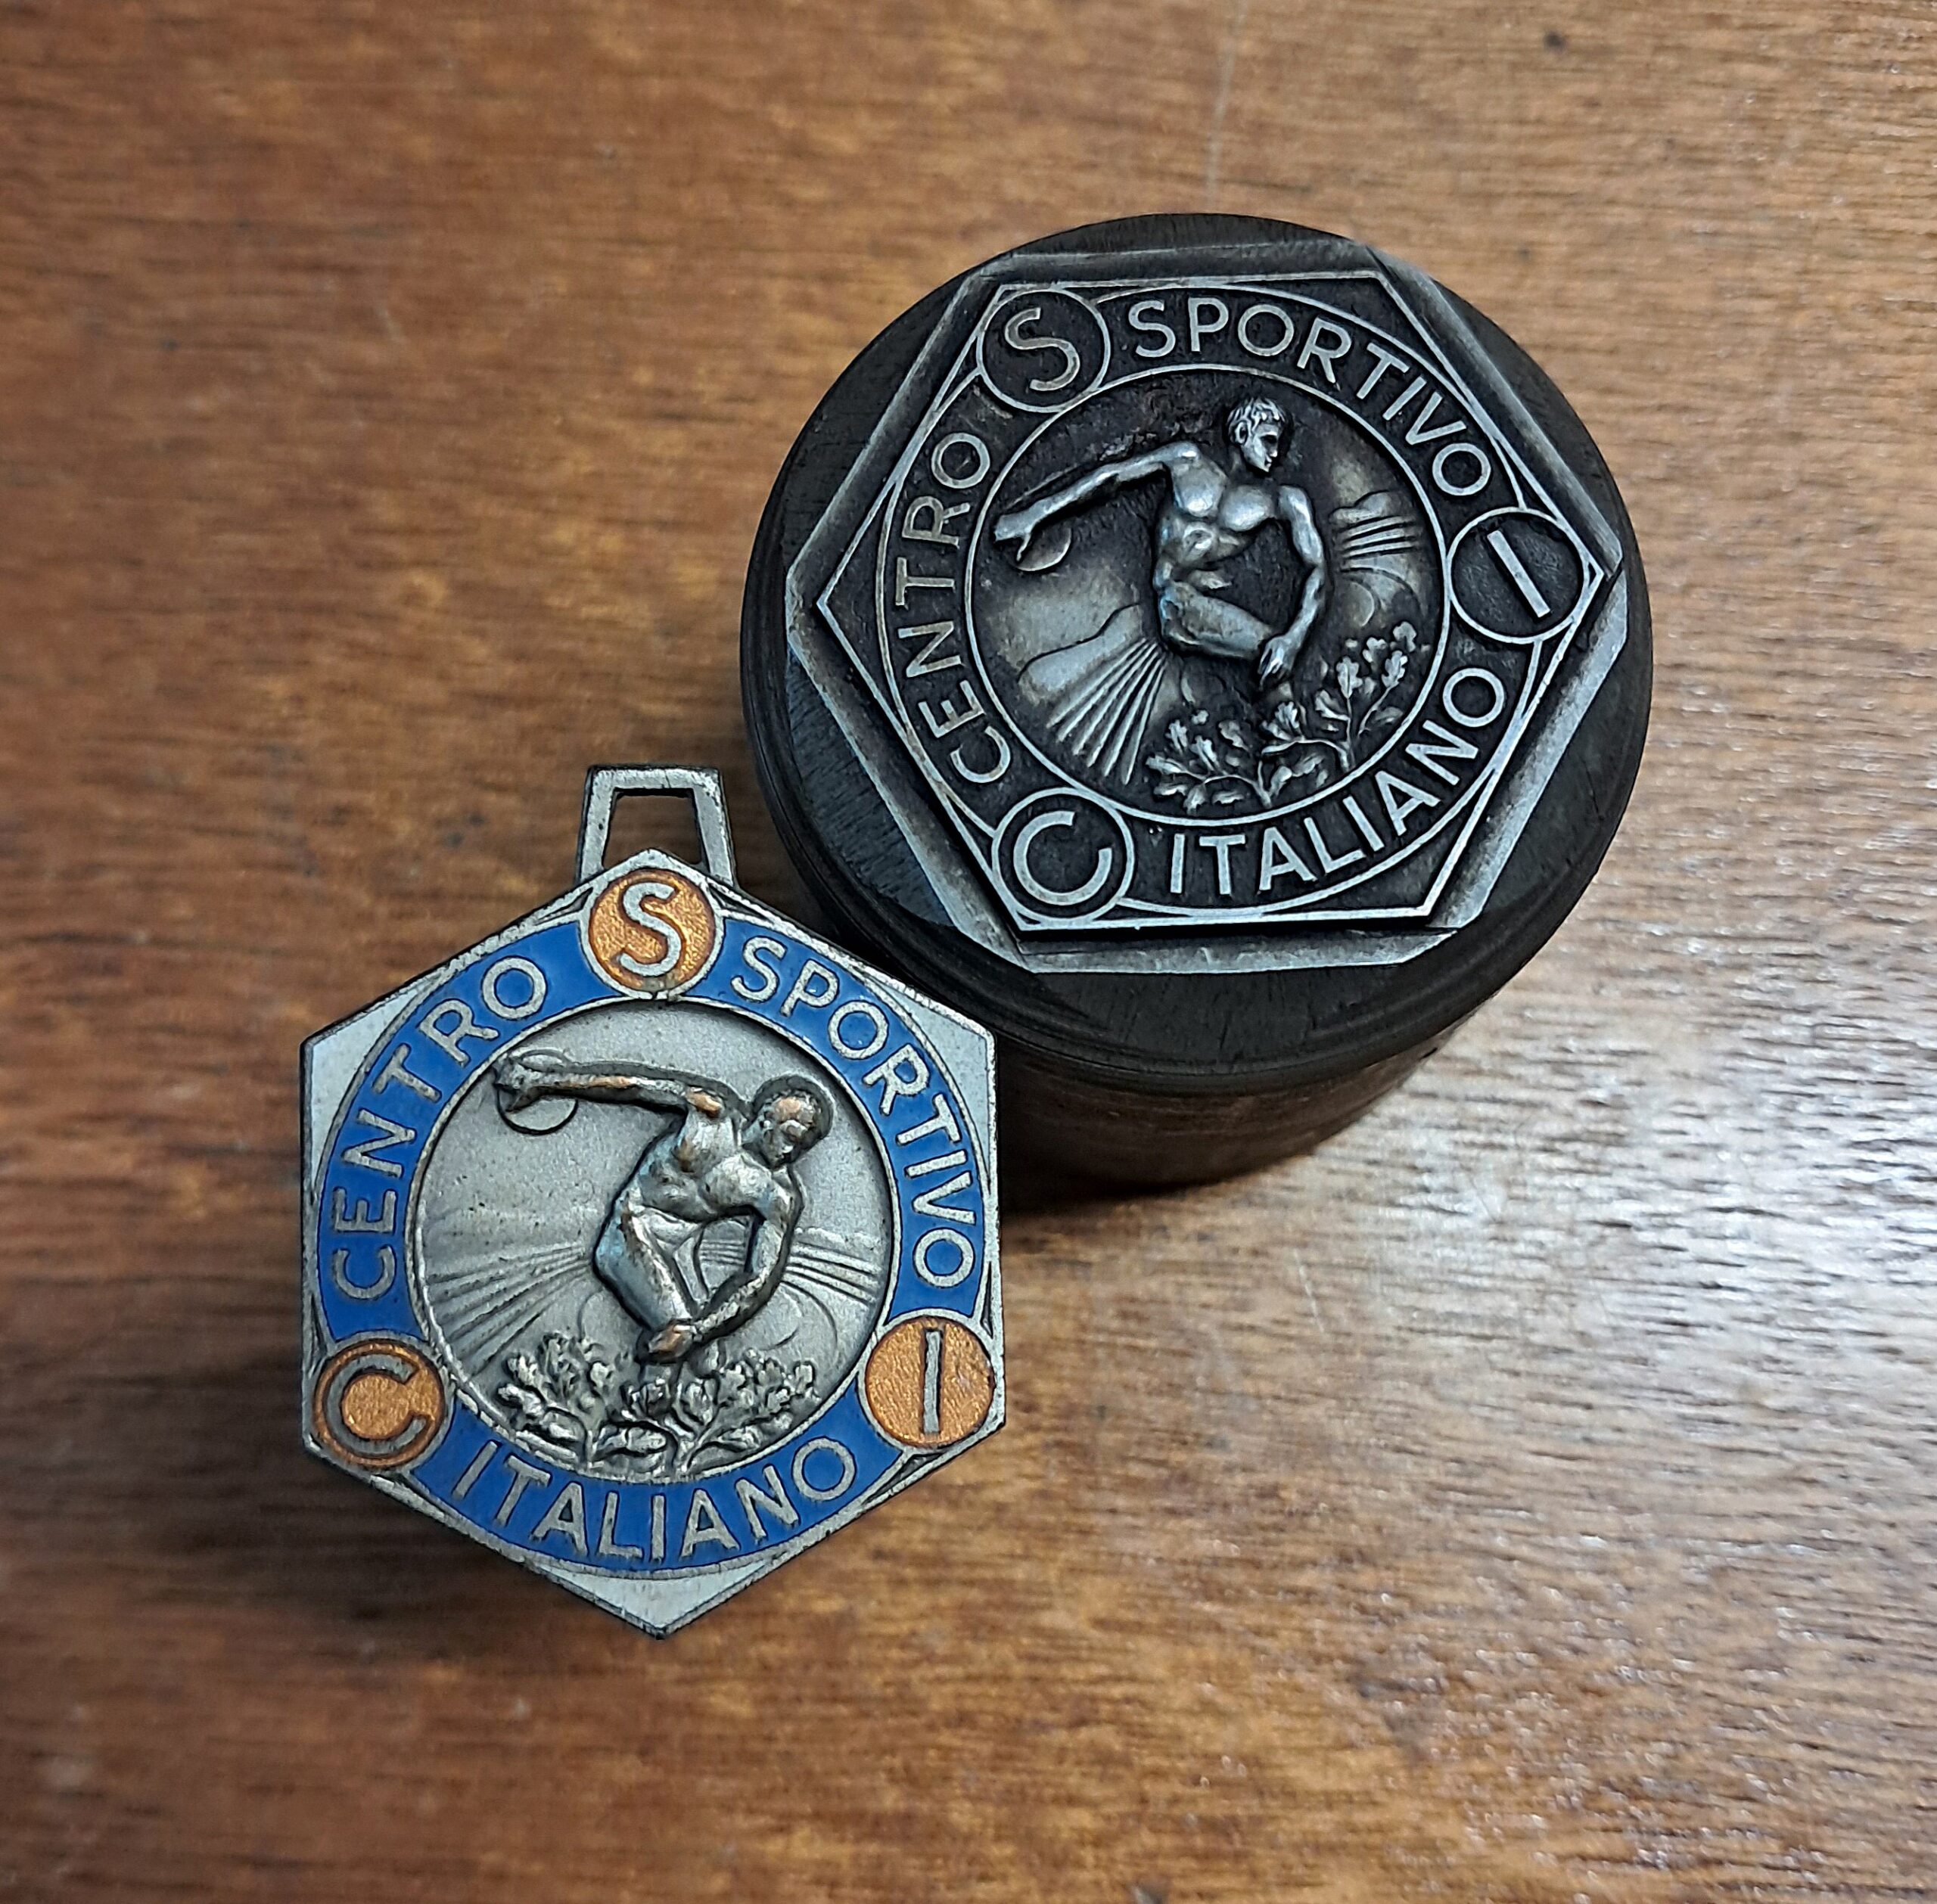 S
CENTRO
SPORTIVO
I
C
ITALIANO
S
CENTRO
SPORTIVO
C
I
ITALIANO